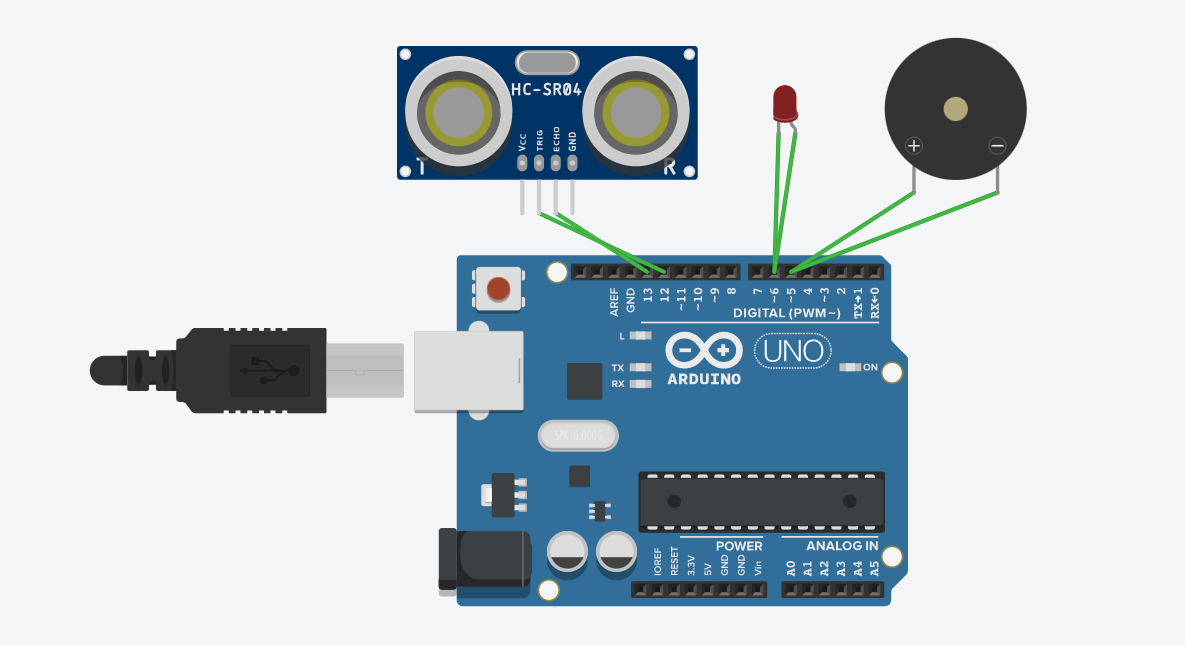 HC-SR04
VCC
TRIG
ECHO
GND
T
R
+
−
AREF
GND
13
12
~11
~10
~9
8
7
~6
~5
4
~3
2
TX→1
RX←0
DIGITAL (PWM~)
L
TX
RX
ARDUINO
UNO
ON
POWER
ANALOG IN
IOREF
RESET
3.3V
5V
GND
GND
Vin
A0
A1
A2
A3
A4
A5